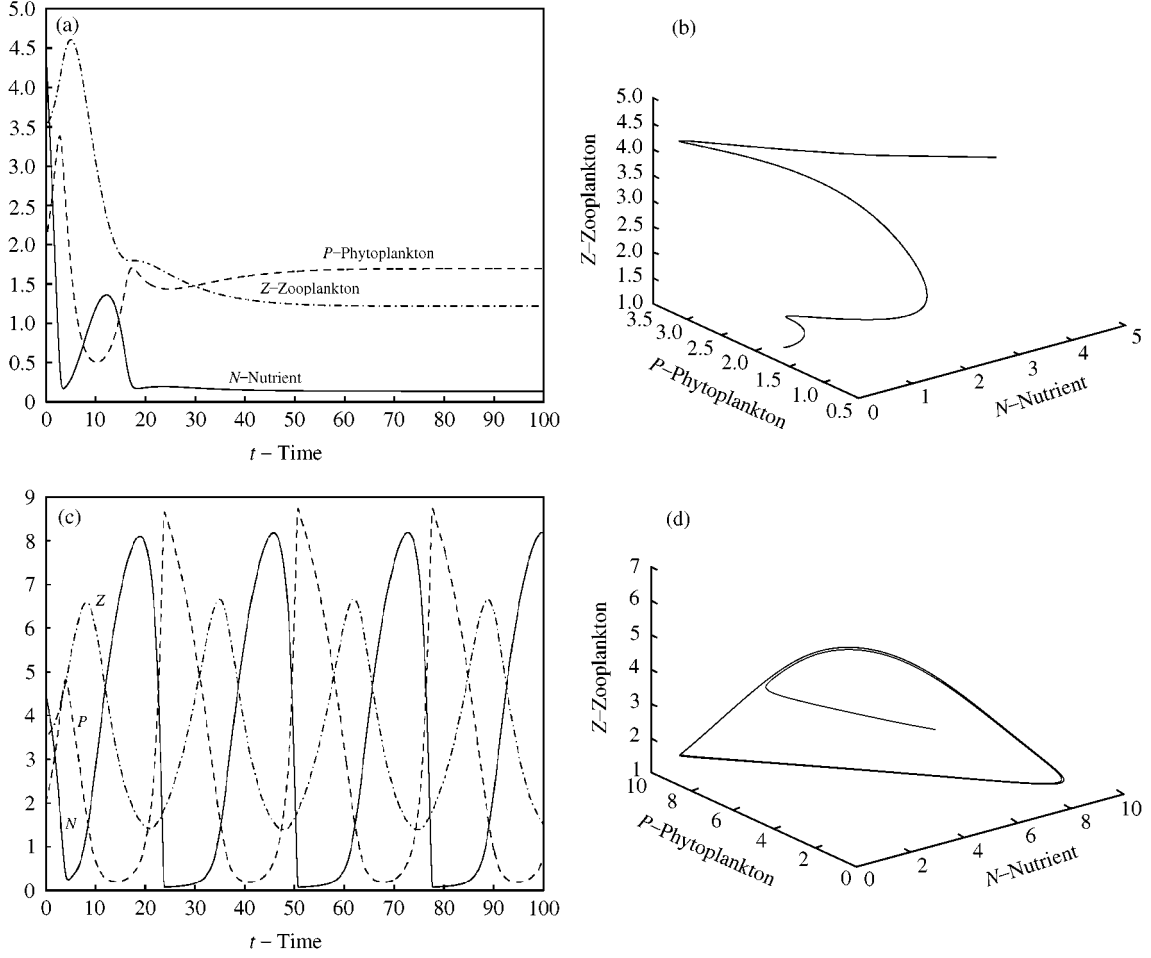 (a)
5.0
4.5
4.0
3.5
3.0
2.5
2.0
1.5
1.0
0.5
0
P–Phytoplankton
Z–Zooplankton
N–Nutrient
0 10 20 30 40 50 60 70 80 90 100
t – Time
(b)
Z–Zooplankton
5.0
4.5
4.0
3.5
3.0
2.5
2.0
1.5
1.0
3.5 3.0 2.5 2.0 1.5 1.0 0.5
P–Phytoplankton
0 1 2 3 4 5
N–Nutrient
(c)
9
8
7
6
5
4
3
2
1
0
Z
P
N
0 10 20 30 40 50 60 70 80 90 100
t – Time
(d)
Z–Zooplankton
7
6
5
4
3
2
1
10 8 6 4 2 0
P–Phytoplankton
0 2 4 6 8 10
N–Nutrient